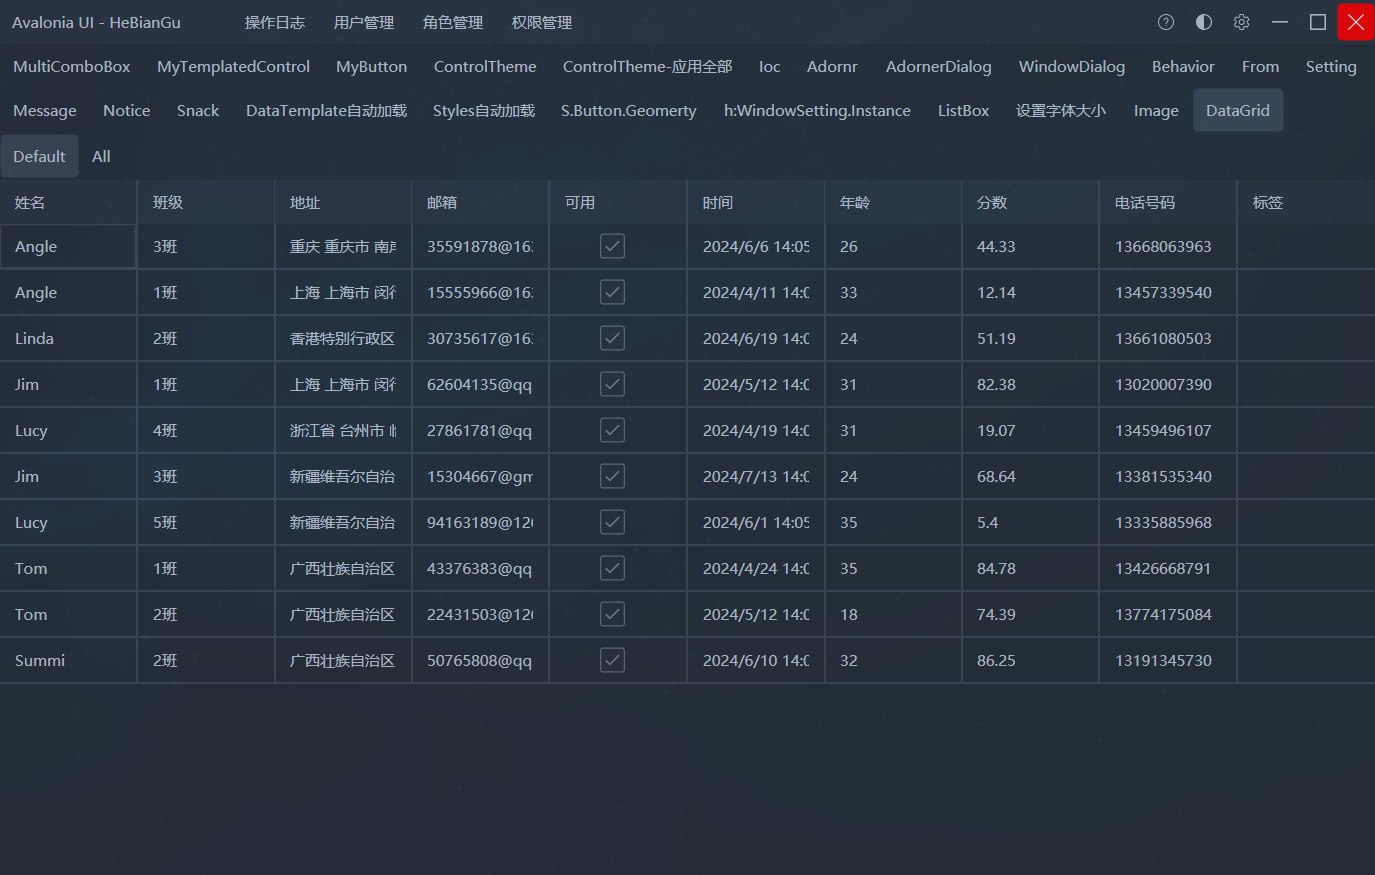 Avalonia UI - HeBianGu 操作日志 用户管理 角色管理 权限管理
MultiComboBox MyTemplatedControl MyButton ControlTheme ControlTheme-应用全部 Ioc Adornr AdornerDialog WindowDialog Behavior From Setting
Message Notice Snack DataTemplate自动加载 Styles自动加载 S.Button.Geomerty h:WindowSetting.Instance ListBox 设置字体大小 Image DataGrid
Default All
姓名 班级 地址 邮箱 可用 时间 年龄 分数 电话号码 标签
Angle 3班 重庆 重庆市 南 35591878@16 2024/6/6 14:05 26 44.33 13668063963
Angle 1班 上海 上海市 闵行 15555966@16 2024/4/11 14:0 33 12.14 13457339540
Linda 2班 香港特别行政区 30735617@16 2024/6/19 14:0 24 51.19 13661080503
Jim 1班 上海 上海市 闵行 62604135@qq 2024/5/12 14:0 31 82.38 13020007390
Lucy 4班 浙江省 台州市 27861781@qq 2024/4/19 14:0 31 19.07 13459496107
Jim 3班 新疆维吾尔自治 15304667@gm 2024/7/13 14:0 24 68.64 13381535340
Lucy 5班 新疆维吾尔自治 94163189@12 2024/6/1 14:05 35 5.4 13335885968
Tom 1班 广西壮族自治区 43376383@qq 2024/4/24 14:0 35 84.78 13426668791
Tom 2班 广西壮族自治区 22431503@12 2024/5/12 14:0 18 74.39 13774175084
Summi 2班 广西壮族自治区 50765808@qq 2024/6/10 14:0 32 86.25 13191345730